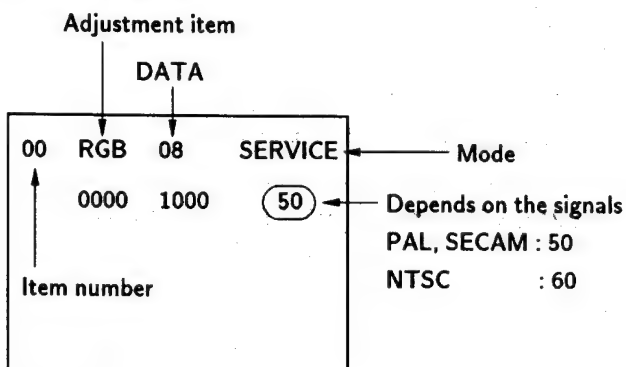 Adjustment item
DATA
00 RGB 08 SERVICE Mode
0000 1000 50 Depends on the signals
PAL, SECAM : 50
NTSC : 60
Item number